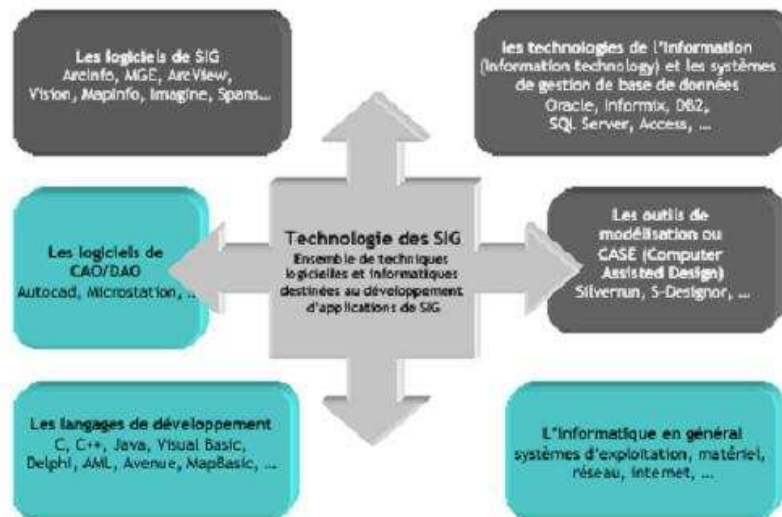 Les logiciels de SIG
ArcInfo, MGE, ArcView,
Vision, MapInfo, Imagine, Spans...
les technologies de l'Information
(Information technology) et les systèmes
de gestion de base de données
Oracle, Informix, DB2,
SQL Server, Access, ...
Les logiciels de
CAO/DAO
Autocad, Microstation, ...
Technologie des SIG
Ensemble de techniques
logicielles et informatiques
destinées au développement
d'applications de SIG
Les outils de
modélisation ou
CASE (Computer
Assisted Design)
Silverrun, S-Designor, ...
Les langages de développement
C, C++, Java, Visual Basic,
Delphi, AML, Avenue, MapBasic, ...
L'informatique en général
systèmes d'exploitation, matériel,
réseau, internet, ...